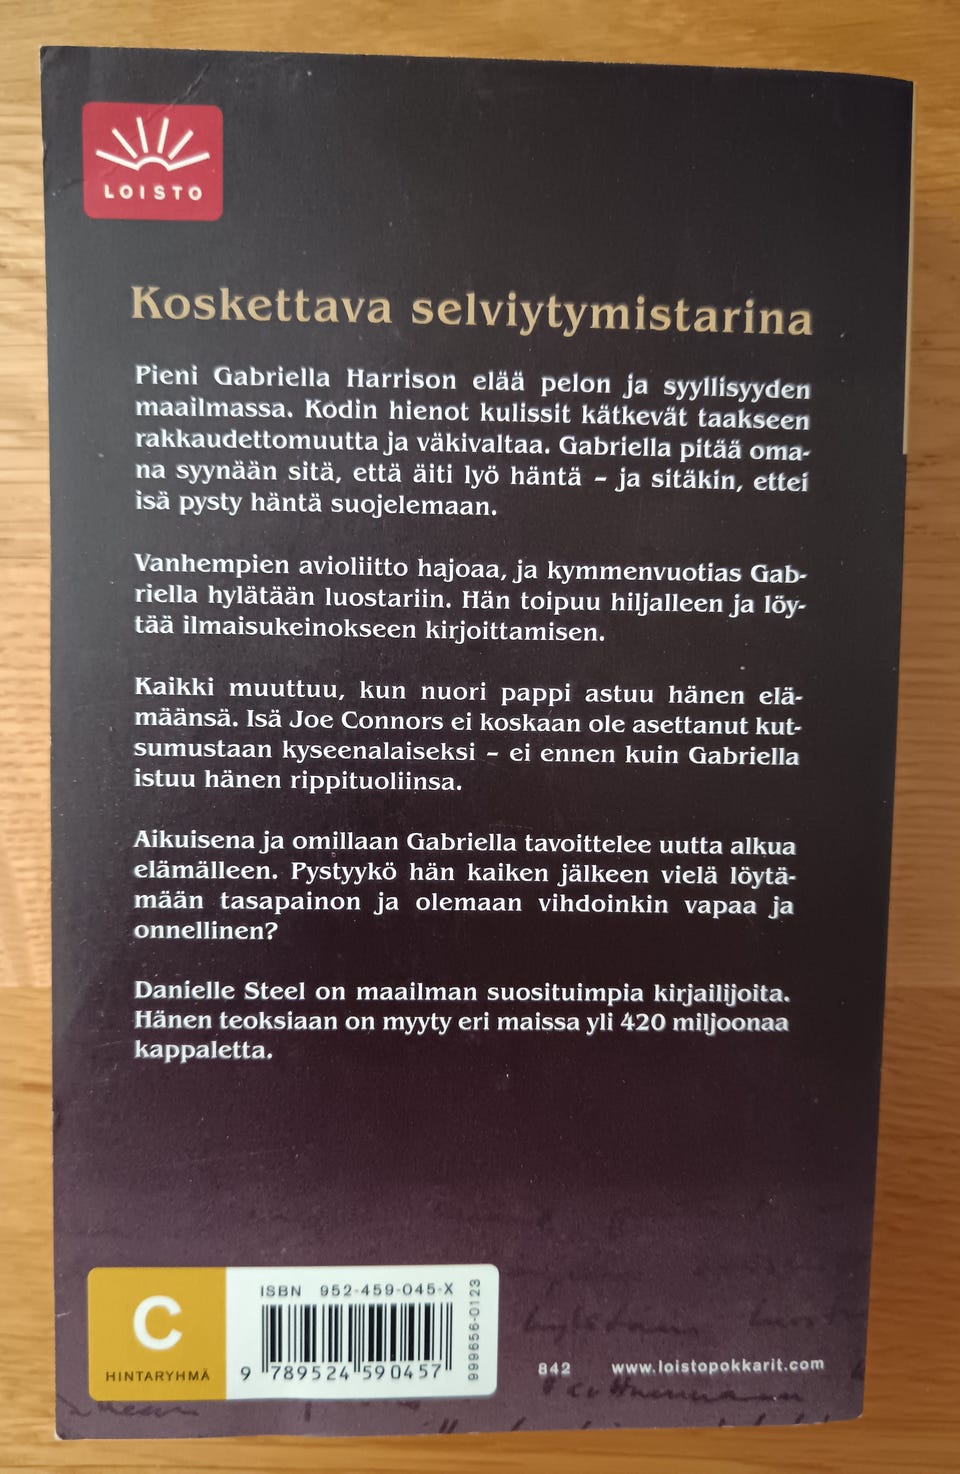 LOISTO
Koskettava selviytymistarina
Pieni Gabriella Harrison elää pelon ja syyllisyyden
maailmassa. Kodin hienot kulissit kätkevät taakseen
rakkaudettomuutta ja väkivaltaa. Gabriella pitää oma-
na syynään sitä, että äiti lyö häntä – ja sitäkin, ettei
isä pysty häntä suojelemaan.
Vanhempien avioliitto hajoaa, ja kymmenvuotias Gab-
riella hylätään luostariin. Hän toipuu hiljalleen ja löy-
tää ilmaisukeinokseen kirjoittamisen.
Kaikki muuttuu, kun nuori pappi astuu hänen elä-
määnsä. Isä Joe Connors ei koskaan ole asettanut kut-
sumustaan kyseenalaiseksi – ei ennen kuin Gabriella
istuu hänen rippituoliinsa.
Aikuisena ja omillaan Gabriella tavoittelee uutta alkua
elämälleen. Pystyykö hän kaiken jälkeen vielä löytä-
mään tasapainon ja olemaan vihdoinkin vapaa ja
onnellinen?
Danielle Steel on maailman suosituimpia kirjailijoita.
Hänen teoksiaan on myyty eri maissa yli 420 miljoonaa
kappaletta.
C
HINTARYHMÄ
ISBN 952-459-045-X
9 789524 590457
999656-0123
842 www.loistopokkarit.com